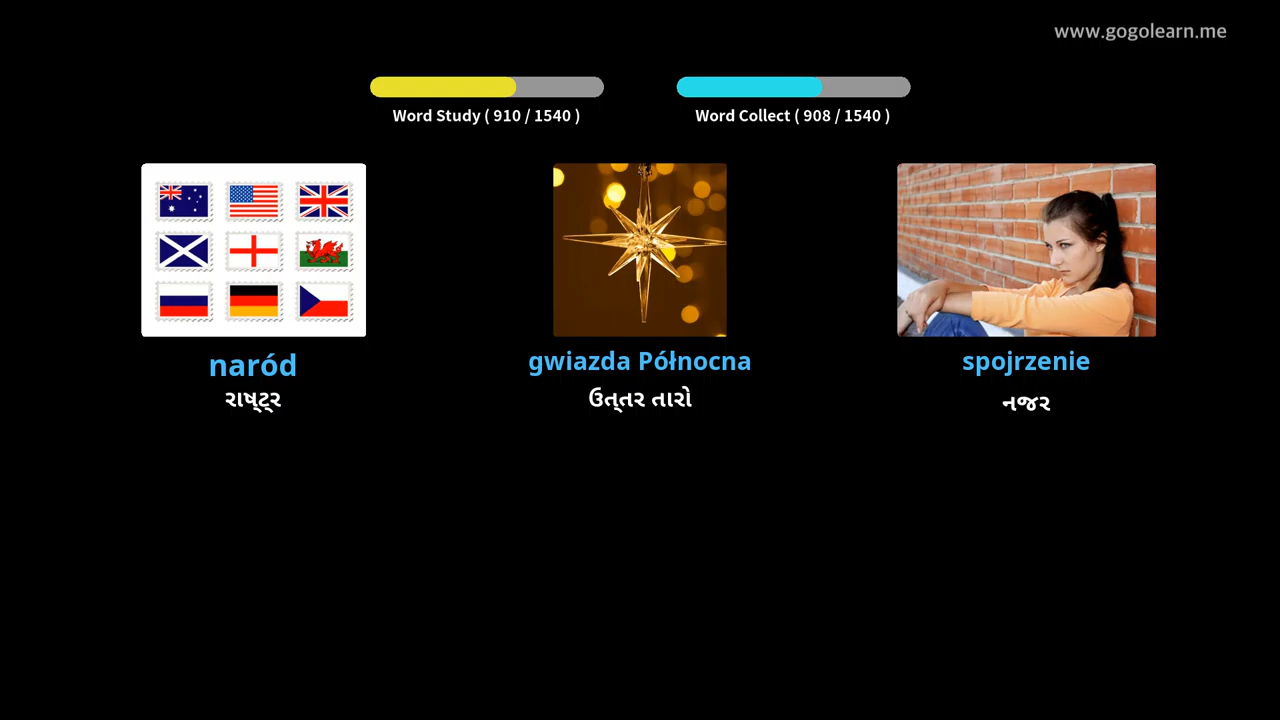 www.gogolearn.me
Word Study ( 910 / 1540 )
Word Collect ( 908 / 1540 )
naród
gwiazda Północna
spojrzenie
રાષ્ટ્ર
ઉત્તર તારો
નજર